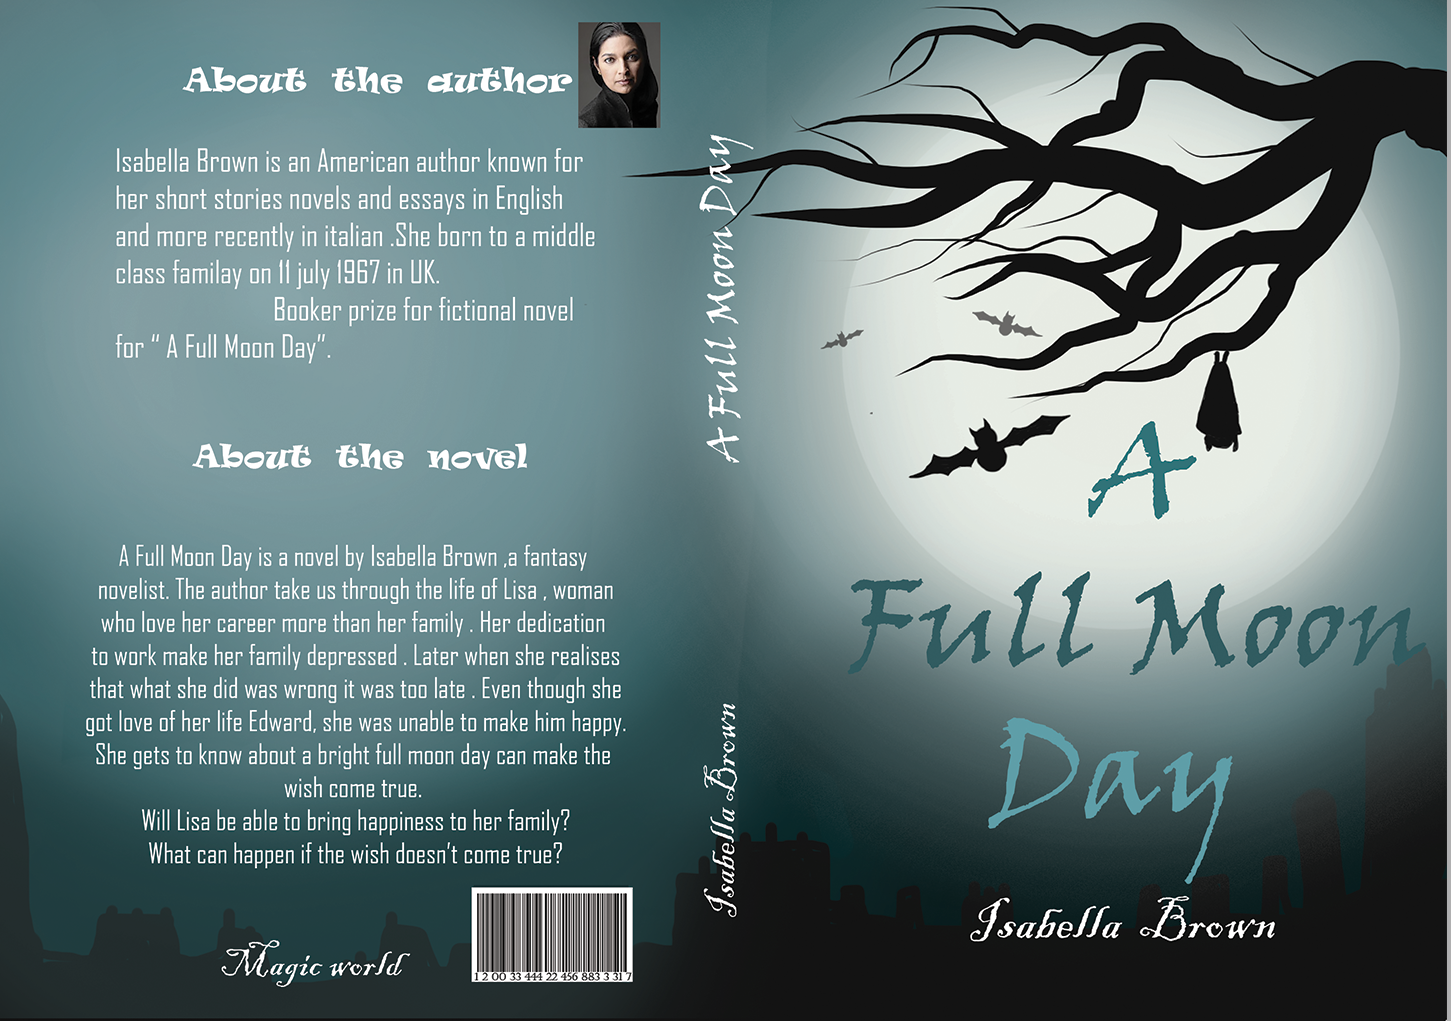 About the author
Isabella Brown is an American author known for
her short stories novels and essays in English
and more recently in italian .She born to a middle
class familay on 11 july 1967 in UK.
Booker prize for fictional novel
for “ A Full Moon Day”.
About the novel
A Full Moon Day is a novel by Isabella Brown ,a fantasy
novelist. The author take us through the life of Lisa , woman
who love her career more than her family . Her dedication
to work make her family depressed . Later when she realises
that what she did was wrong it was too late . Even though she
got love of her life Edward, she was unable to make him happy.
She gets to know about a bright full moon day can make the
wish come true.
Will Lisa be able to bring happiness to her family?
What can happen if the wish doesn't come true?
Magic world
1 2 00 33 444 22 456 883 3 31 7
A Full Moon Day
Isabella Brown
A
Full Moon
Day
Isabella Brown